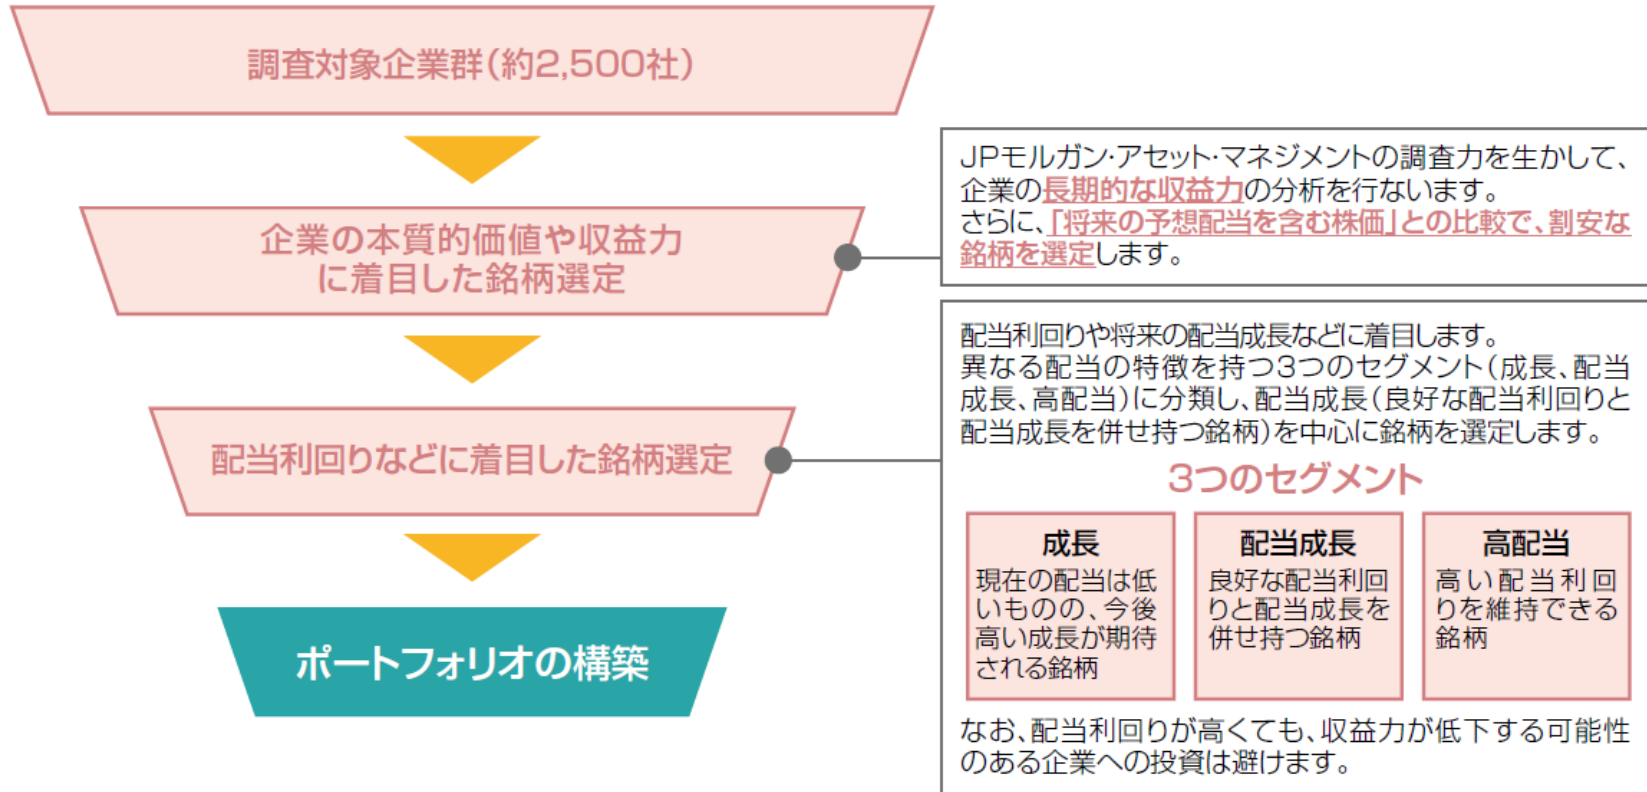 調査対象企業群(約2,500社)
企業の本質的価値や収益力
に着目した銘柄選定
配当利回りなどに着目した銘柄選定
ポートフォリオの構築
JPモルガン・アセット・マネジメントの調査力を生かして、
企業の長期的な収益力の分析を行ないます。
さらに、「将来の予想配当を含む株価」との比較で、割安な
銘柄を選定します。
配当利回りや将来の配当成長などに着目します。
異なる配当の特徴を持つ3つのセグメント(成長、配当
成長、高配当)に分類し、配当成長(良好な配当利回りと
配当成長を併せ持つ銘柄)を中心に銘柄を選定します。
3つのセグメント
成長
現在の配当は低
いものの、今後
高い成長が期待
される銘柄
配当成長
良好な配当利回
りと配当成長を
併せ持つ銘柄
高配当
高い配当利回
りを維持できる
銘柄
なお、配当利回りが高くても、収益力が低下する可能性
のある企業への投資は避けます。